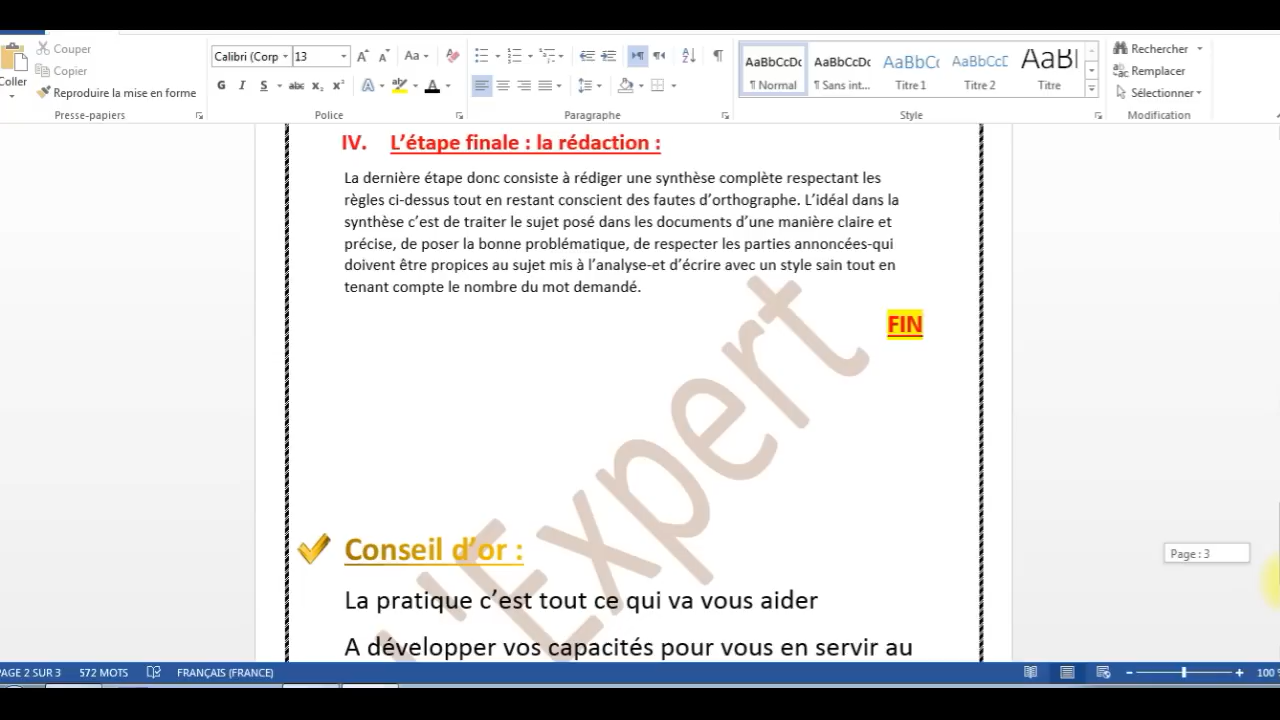 Couper
Copier
Coller
Reproduire la mise en forme
Presse-papiers
Calibri (Corp
13
Aa
G I S abc x₂ x² A A
Police
Paragraphe
AaBbCcDc AaBbCcDc AaBbC( AaBbCcD AaB
¶ Normal ¶ Sans int... Titre 1 Titre 2 Titre
Style
Rechercher
Remplacer
Sélectionner
Modification
IV. L’étape finale : la rédaction :
La dernière étape donc consiste à rédiger une synthèse complète respectant les
règles ci-dessus tout en restant conscient des fautes d’orthographe. L’idéal dans la
synthèse c’est de traiter le sujet posé dans les documents d’une manière claire et
précise, de poser la bonne problématique, de respecter les parties annoncées-qui
doivent être propices au sujet mis à l’analyse-et d’écrire avec un style sain tout en
tenant compte le nombre du mot demandé.
FIN
L'Expert
Conseil d’or :
La pratique c’est tout ce qui va vous aider
A développer vos capacités pour vous en servir au
Page : 3
PAGE 2 SUR 3 572 MOTS FRANÇAIS (FRANCE) 100 %